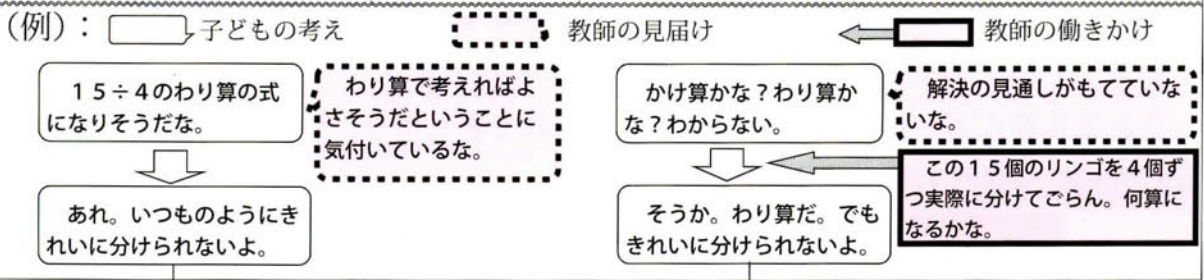 (例)： 子どもの考え 教師の見届け 教師の働きかけ
１５÷４のわり算の式
になりそうだな。
わり算で考えればよ
さそうだということに
気付いているな。
かけ算かな？わり算か
な？わからない。
解決の見通しがもてていな
いな。
この１５個のリンゴを４個ず
つ実際に分けてごらん。何算に
なるかな。
あれ。いつものようにき
れいに分けられないよ。
そうか。わり算だ。でも
きれいに分けられないよ。